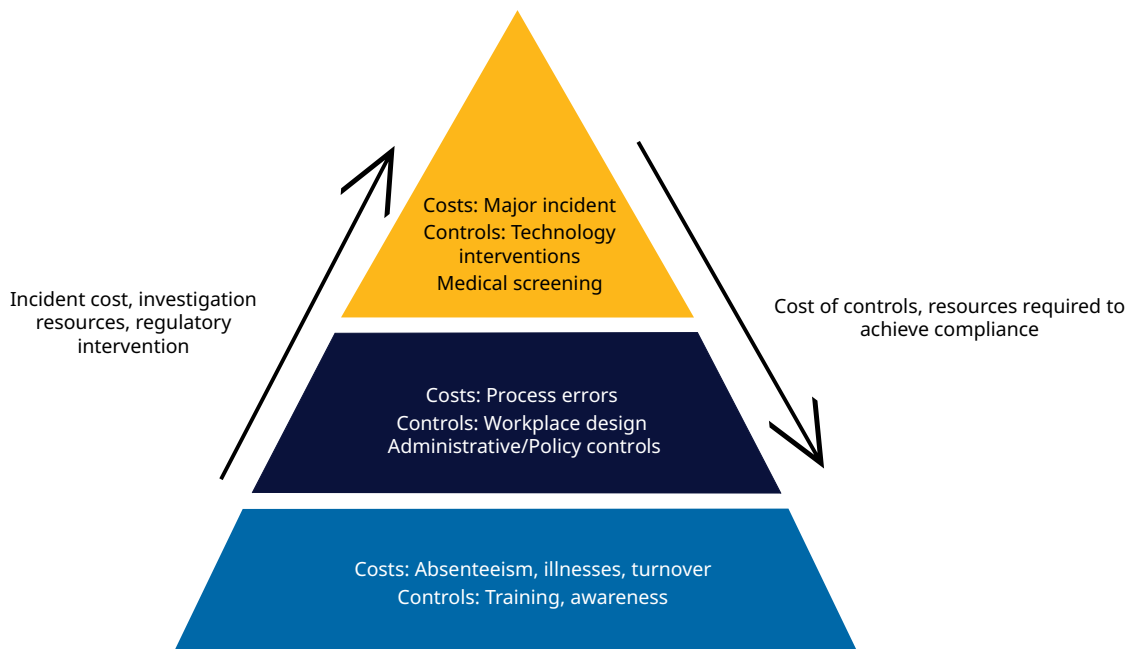 Costs: Major incident
Controls: Technology
interventions
Medical screening
Incident cost, investigation
resources, regulatory
intervention
Cost of controls, resources required to
achieve compliance
Costs: Process errors
Controls: Workplace design
Administrative/Policy controls
Costs: Absenteeism, illnesses, turnover
Controls: Training, awareness